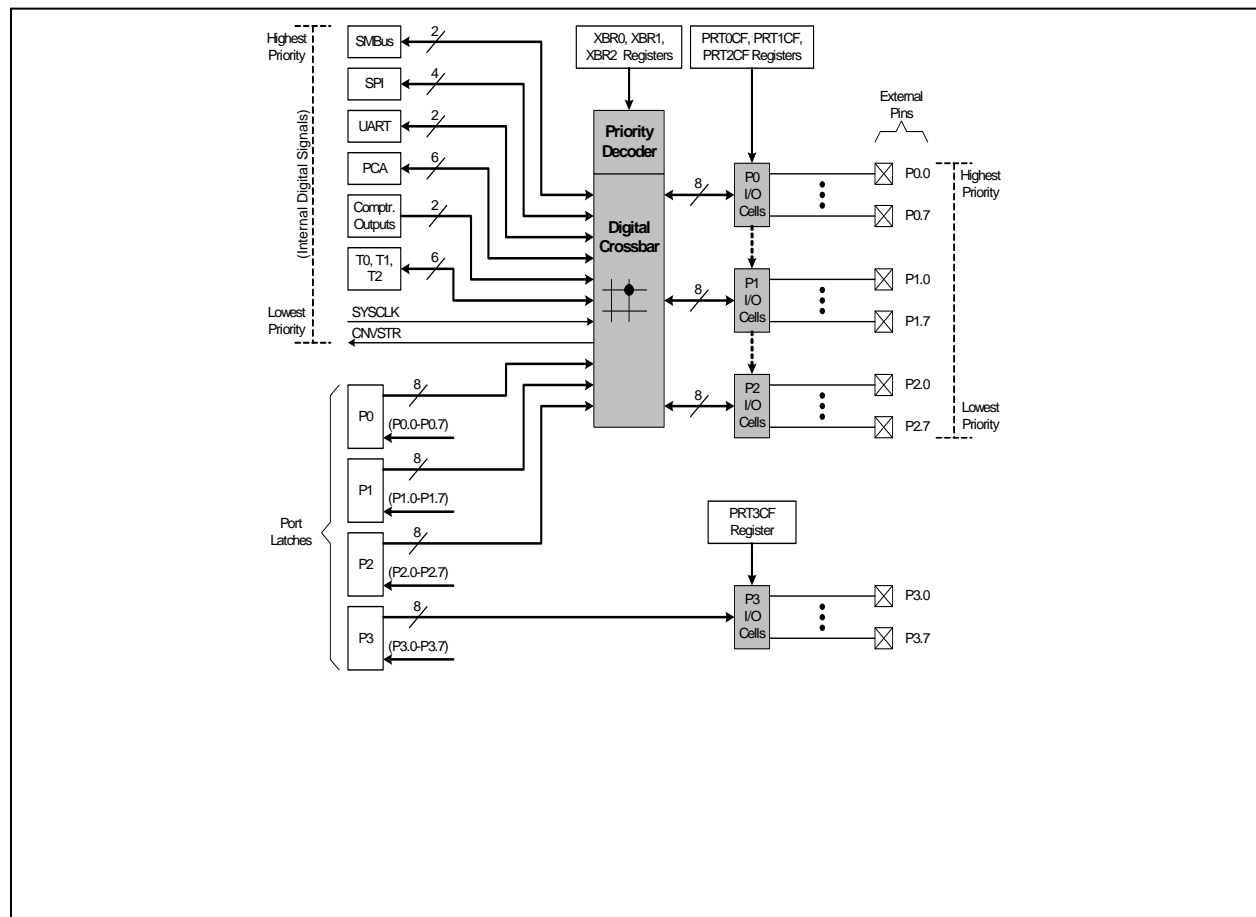 Highest
Priority
(Internal Digital Signals)
Lowest
Priority
SMBus
2
SPI
4
UART
2
PCA
6
Comptr.
Outputs
2
T0, T1,
T2
6
SYSCLK
CNVSTR
XBR0, XBR1,
XBR2 Registers
PRT0CF, PRT1CF,
PRT2CF Registers
Priority
Decoder
Digital
Crossbar
8
P0
I/O
Cells
8
P1
I/O
Cells
8
P2
I/O
Cells
External
Pins
P0.0
P0.7
P1.0
P1.7
P2.0
P2.7
Highest
Priority
Lowest
Priority
Port
Latches
P0
8
(P0.0-P0.7)
P1
8
(P1.0-P1.7)
P2
8
(P2.0-P2.7)
P3
8
(P3.0-P3.7)
PRT3CF
Register
P3
I/O
Cells
P3.0
P3.7